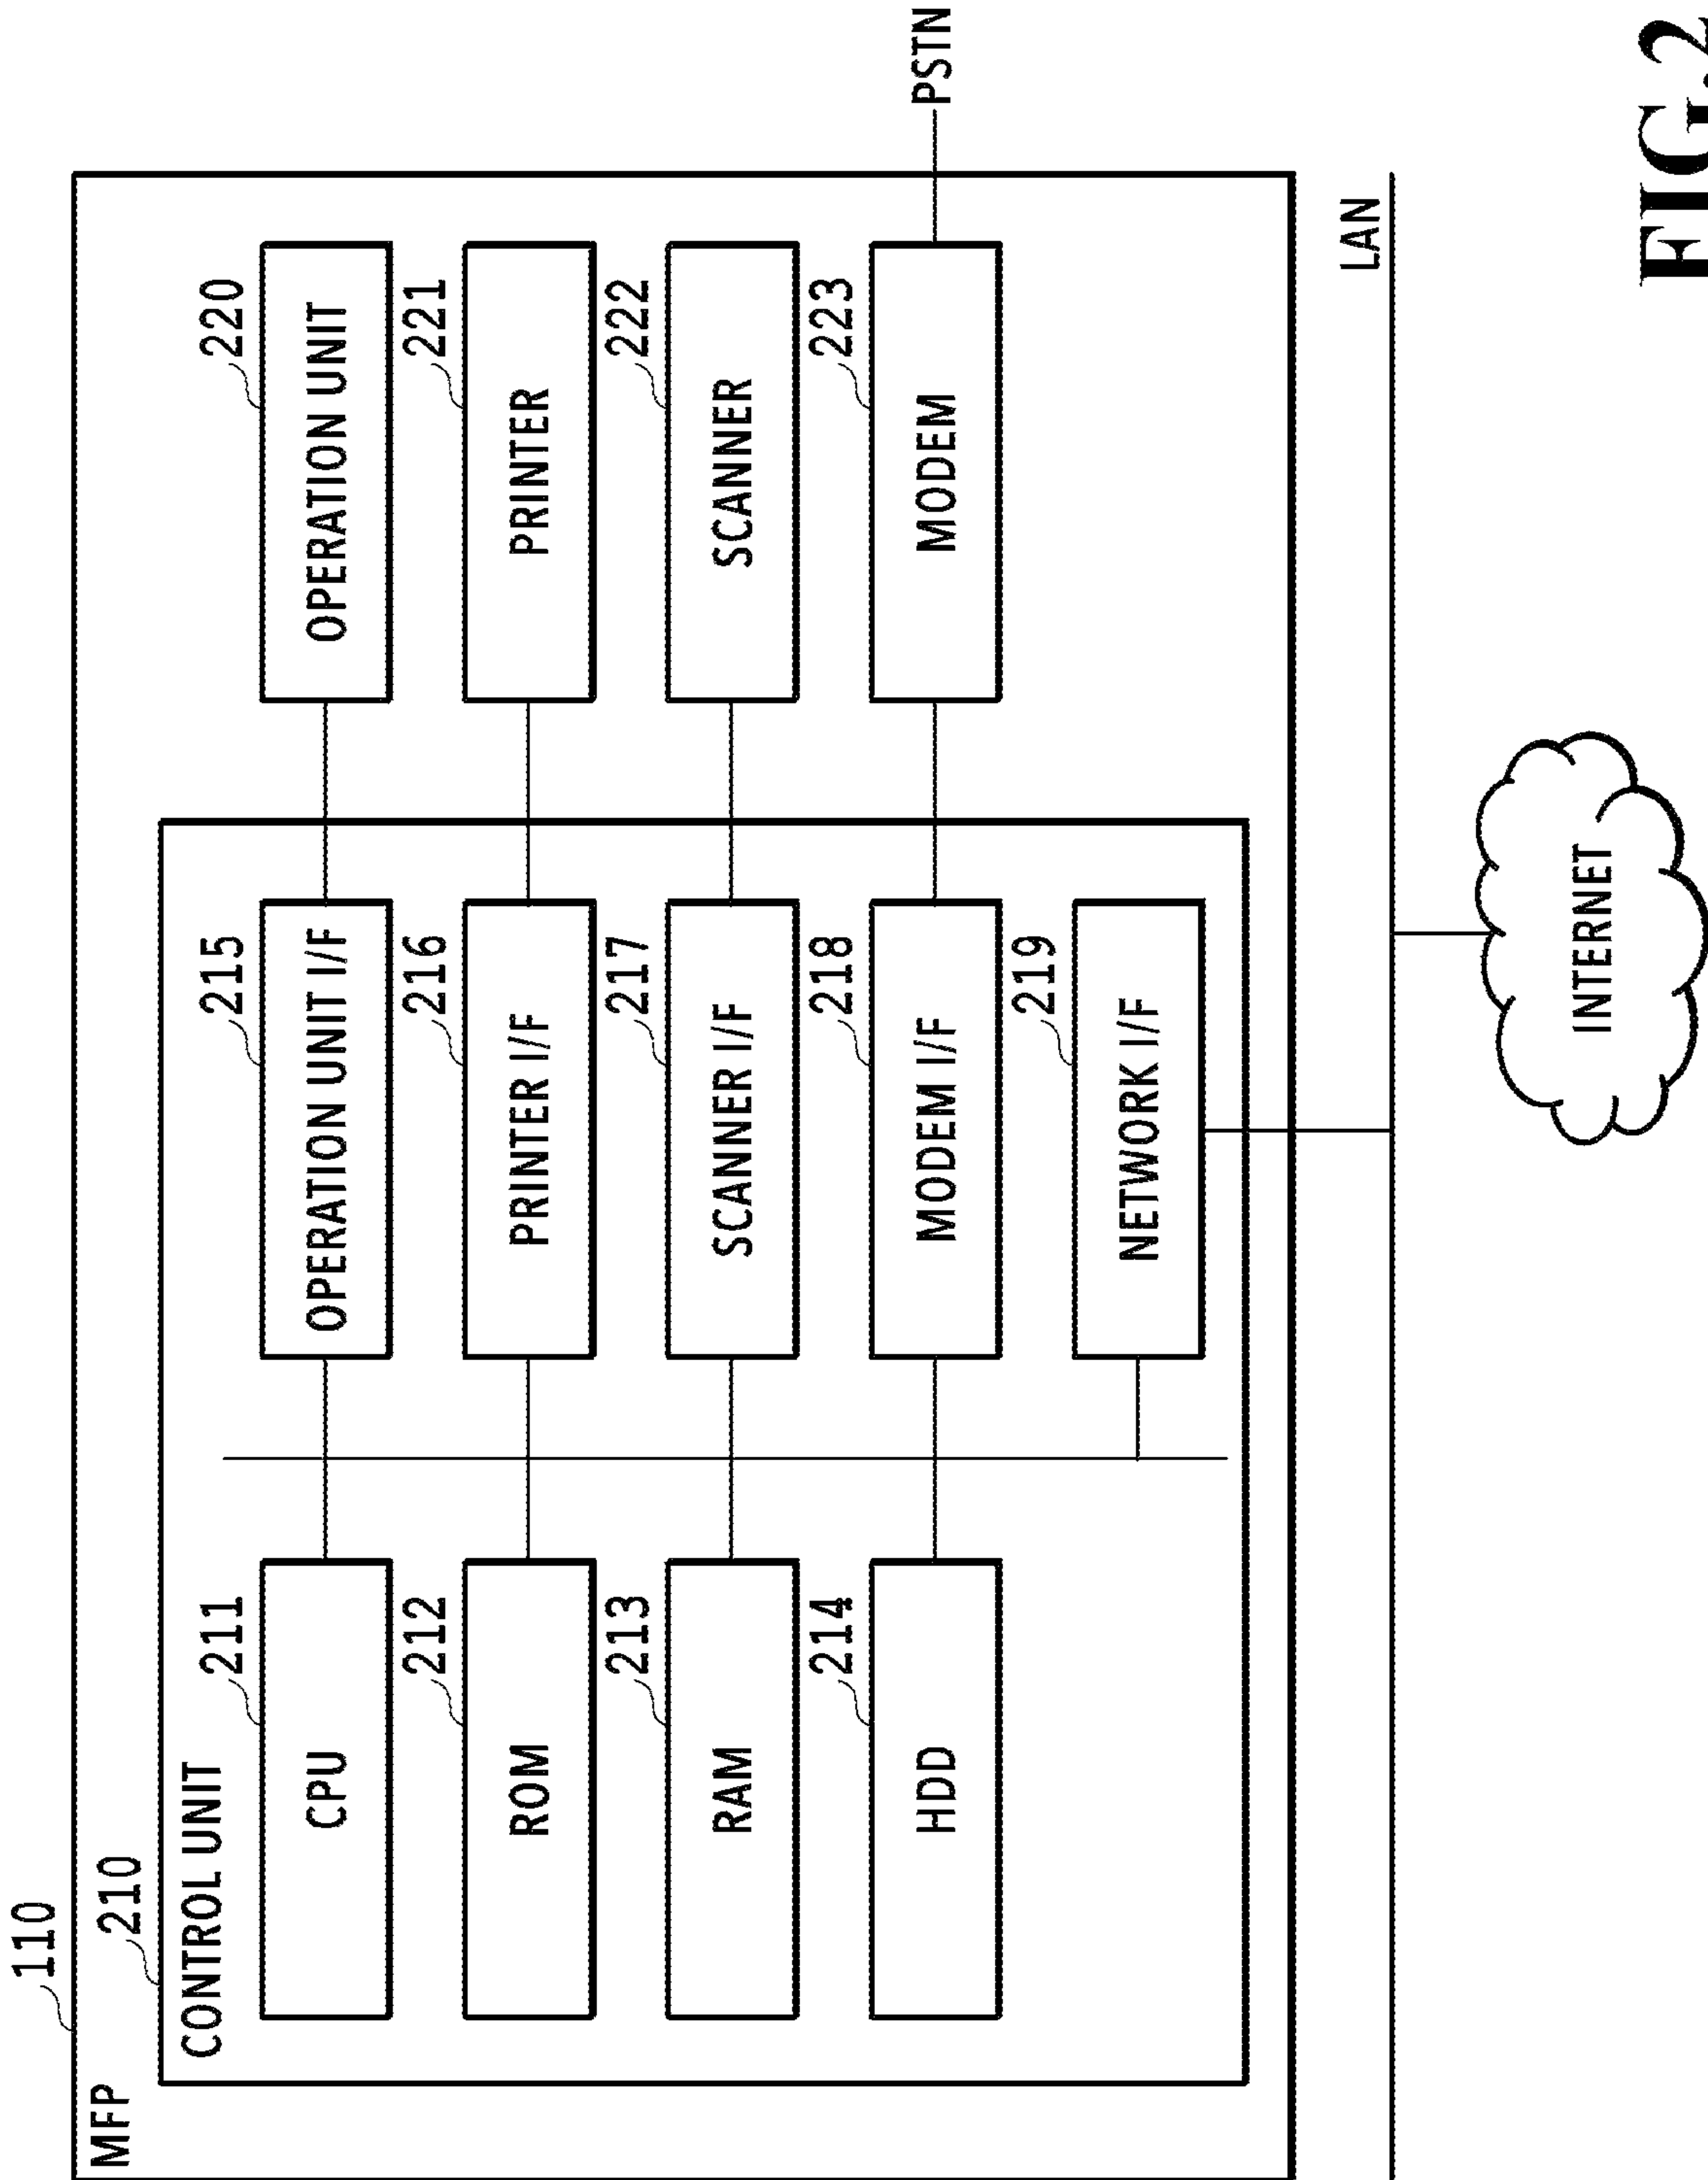 110
MFP
210
CONTROL UNIT
211
CPU
212
ROM
213
RAM
214
HDD
215
OPERATION UNIT I/F
216
PRINTER I/F
217
SCANNER I/F
218
MODEM I/F
219
NETWORK I/F
220
OPERATION UNIT
221
PRINTER
222
SCANNER
223
MODEM
PSTN
LAN
INTERNET
FIG.2